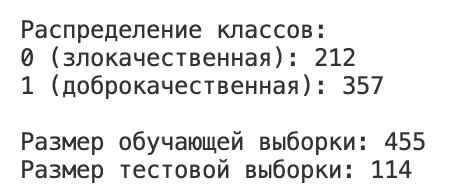 Распределение классов:
0 (злокачественная): 212
1 (доброкачественная): 357
Размер обучающей выборки: 455
Размер тестовой выборки: 114